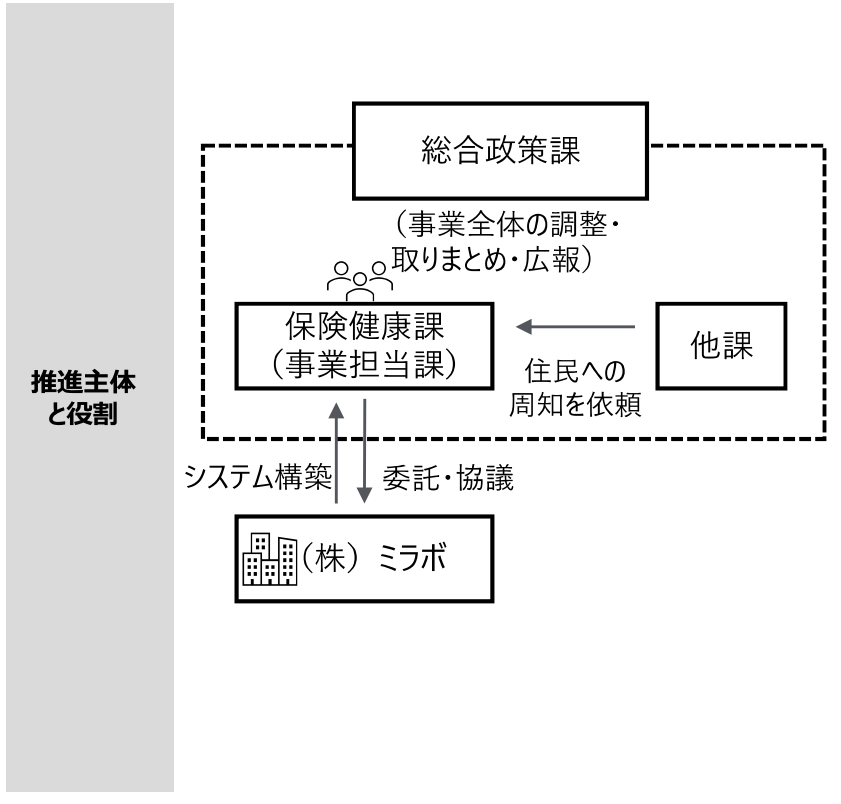 推進主体
と役割
総合政策課
（事業全体の調整・
取りまとめ・広報）
保険健康課
（事業担当課）
他課
住民への
周知を依頼
システム構築
委託・協議
（株）ミラボ